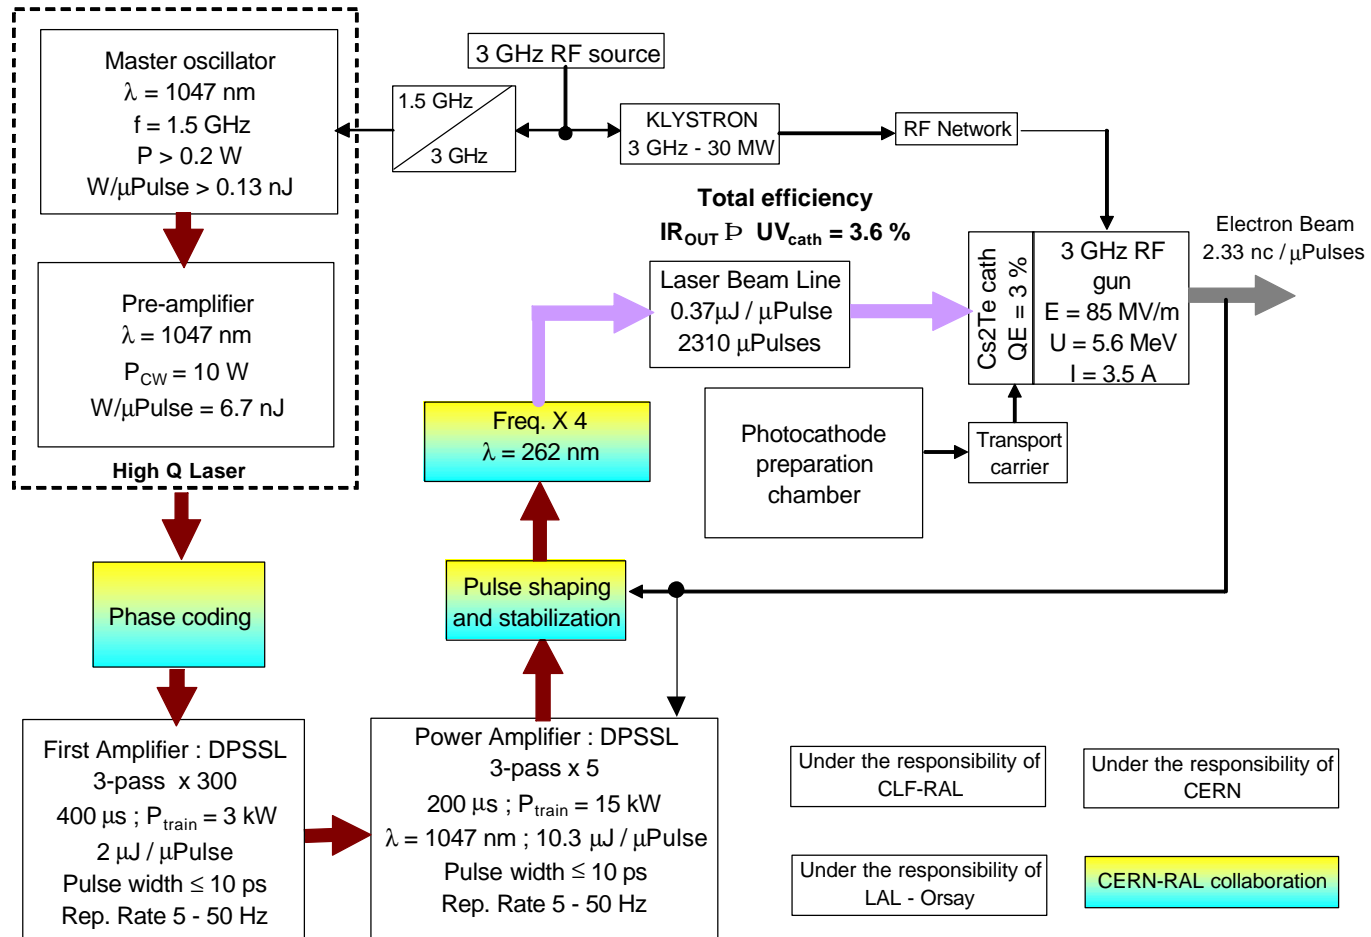 Master oscillator
λ = 1047 nm
f = 1.5 GHz
P > 0.2 W
W/μPulse > 0.13 nJ
Pre-amplifier
λ = 1047 nm
PCW = 10 W
W/μPulse = 6.7 nJ
High Q Laser
3 GHz RF source
1.5 GHz
3 GHz
KLYSTRON
3 GHz - 30 MW
RF Network
Total efficiency
IROUT Þ UVcath = 3.6 %
Laser Beam Line
0.37μJ / μPulse
2310 μPulses
Cs2Te cath
QE = 3 %
3 GHz RF
gun
E = 85 MV/m
U = 5.6 MeV
I = 3.5 A
Electron Beam
2.33 nc / μPulses
Freq. X 4
λ = 262 nm
Photocathode
preparation
chamber
Transport
carrier
Phase coding
Pulse shaping
and stabilization
First Amplifier : DPSSL
3-pass x 300
400 μs ; Ptrain = 3 kW
2 μJ / μPulse
Pulse width ≤ 10 ps
Rep. Rate 5 - 50 Hz
Power Amplifier : DPSSL
3-pass x 5
200 μs ; Ptrain = 15 kW
λ = 1047 nm ; 10.3 μJ / μPulse
Pulse width ≤ 10 ps
Rep. Rate 5 - 50 Hz
Under the responsibility of
CLF-RAL
Under the responsibility of
CERN
Under the responsibility of
LAL - Orsay
CERN-RAL collaboration